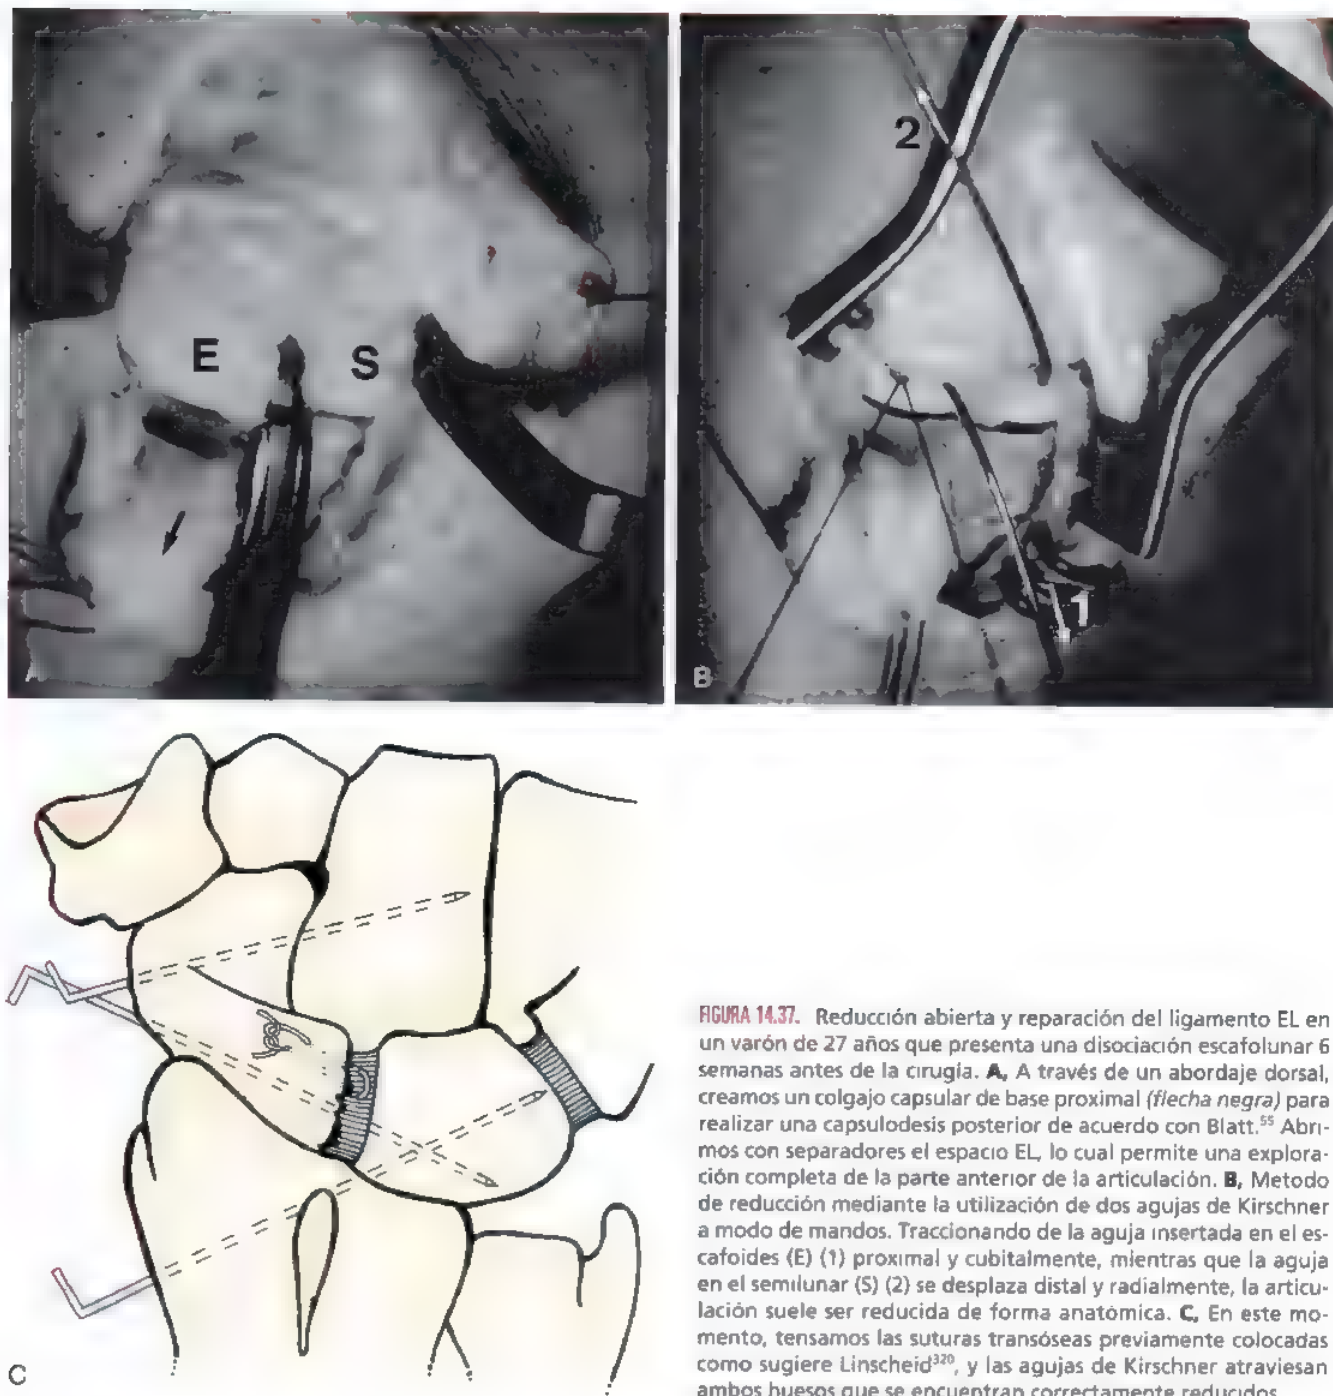 E
S
2
1
B
C
FIGURA 14.37. Reducción abierta y reparación del ligamento EL en
un varón de 27 años que presenta una disociación escafolunar 6
semanas antes de la cirugía. A, A través de un abordaje dorsal,
creamos un colgajo capsular de base proximal (flecha negra) para
realizar una capsulodesis posterior de acuerdo con Blatt.55 Abri-
mos con separadores el espacio EL, lo cual permite una explora-
ción completa de la parte anterior de la articulación. B, Metodo
de reducción mediante la utilización de dos agujas de Kirschner
a modo de mandos. Traccionando de la aguja insertada en el es-
cafoides (E) (1) proximal y cubitalmente, mientras que la aguja
en el semilunar (S) (2) se desplaza distal y radialmente, la articu-
lación suele ser reducida de forma anatómica. C, En este mo-
mento, tensamos las suturas transóseas previamente colocadas
como sugiere Linscheid320, y las agujas de Kirschner atraviesan
ambos huesos que se encuentran correctamente reducidos.